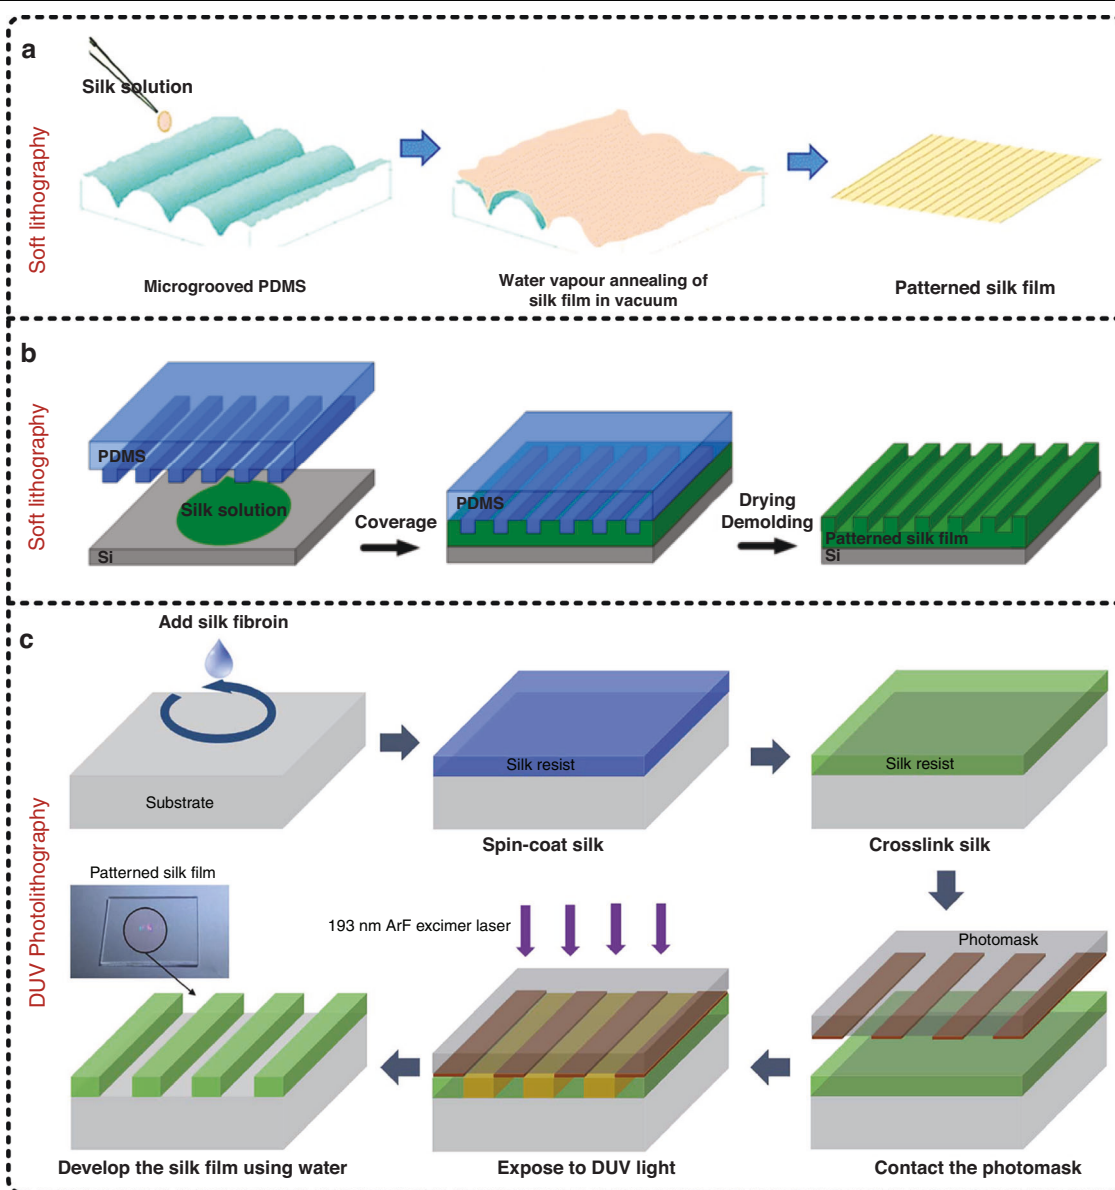 a
Soft lithography
Silk solution
Microgrooved PDMS
Water vapour annealing of
silk film in vacuum
Patterned silk film
b
Soft lithography
PDMS
Silk solution
Si
Coverage
PDMS
Drying
Demolding
Patterned silk film
Si
c
DUV Photolithography
Add silk fibroin
Substrate
Silk resist
Spin-coat silk
Silk resist
Crosslink silk
Patterned silk film
193 nm ArF excimer laser
Photomask
Develop the silk film using water
Expose to DUV light
Contact the photomask